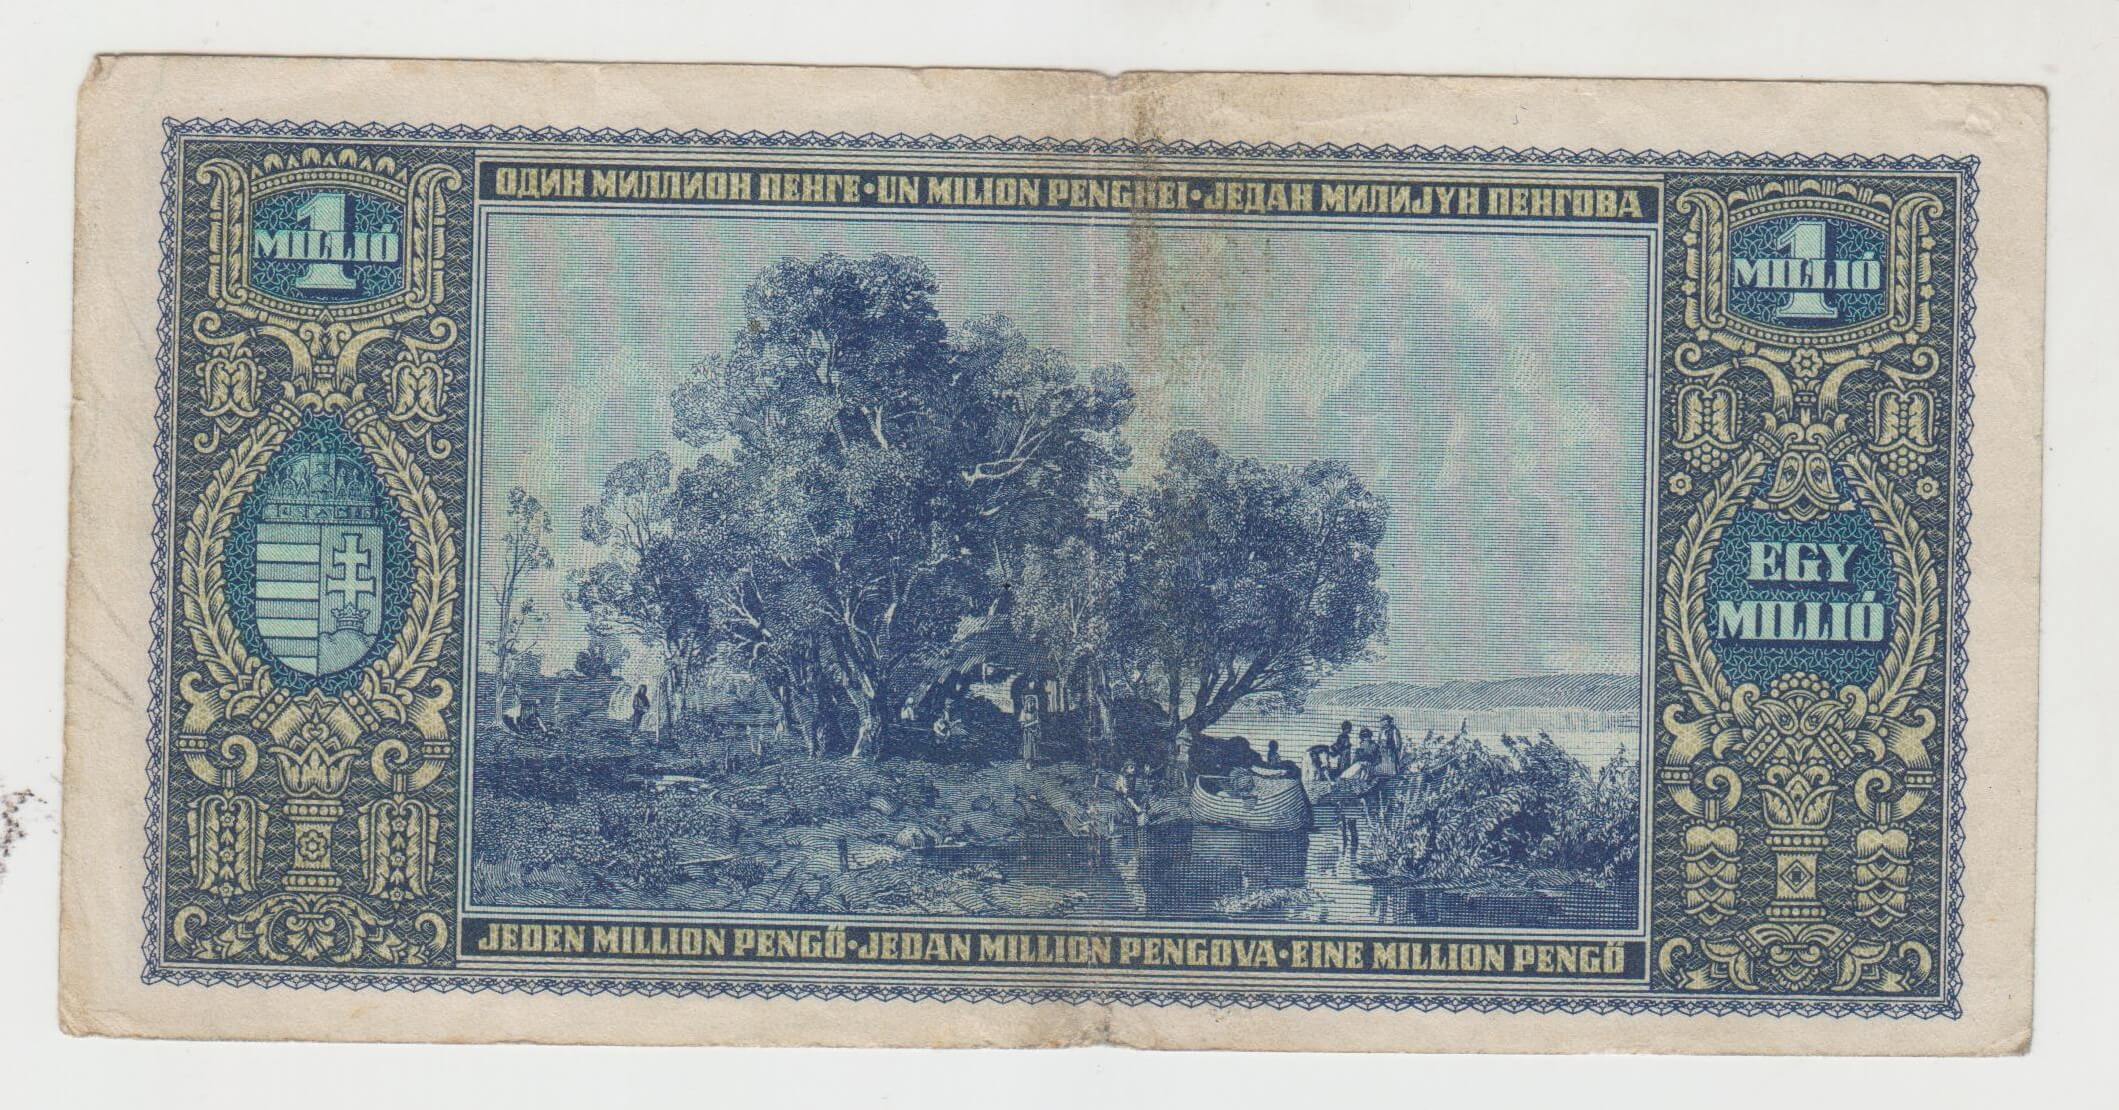 ОДИН МИЛЛИОН ПЕНГЕ·UN MILION PENGHEI·ЈЕДАН МИЛИЈУН ПЕНГОВА
1
MILLIÓ
1
MILLIÓ
EGY
MILLIÓ
JEDEN MILLION PENGŐ·JEDAN MILLION PENGOVA·EINE MILLION PENGŐ